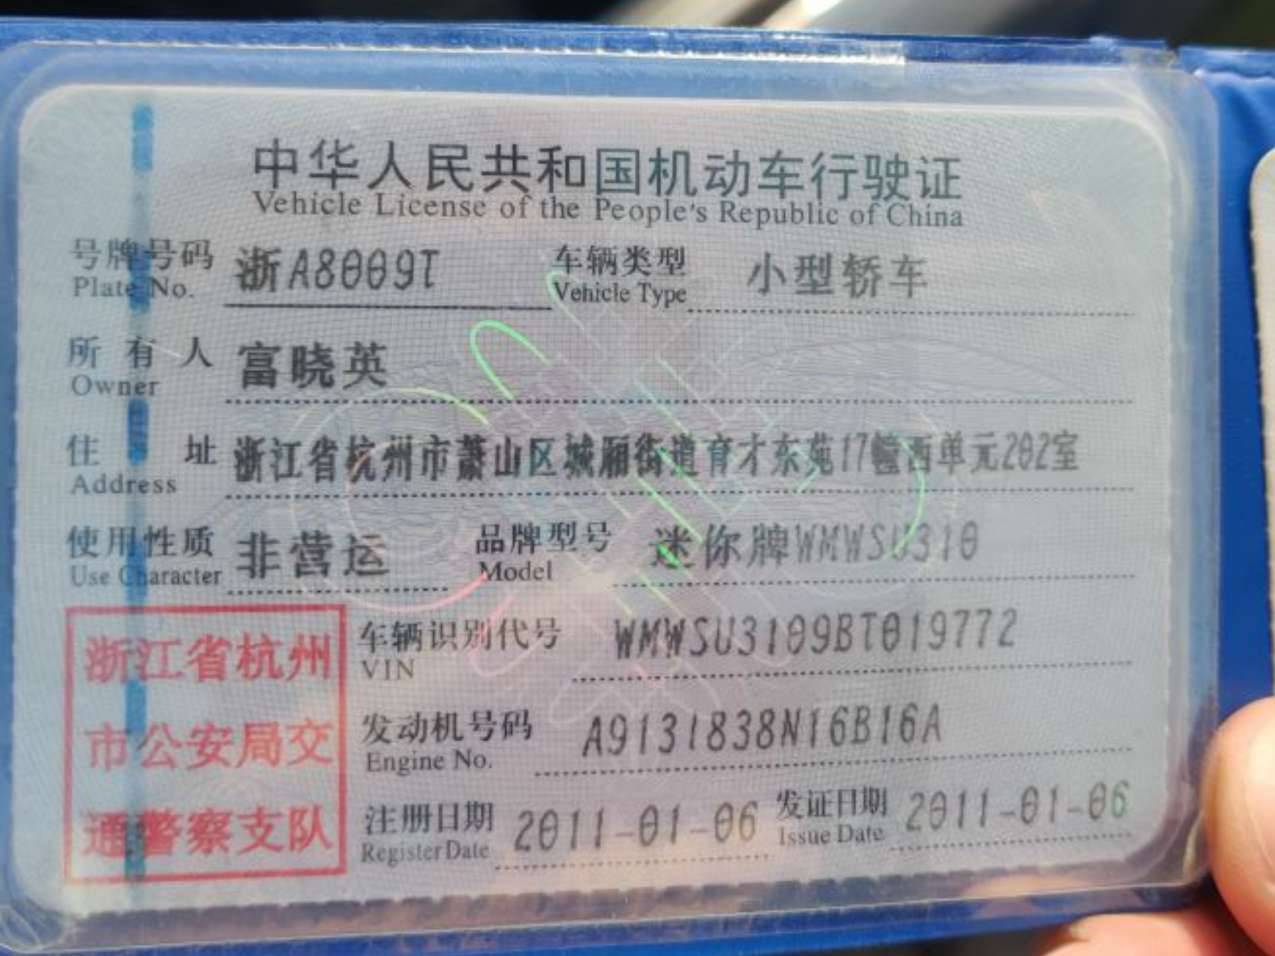 中华人民共和国机动车行驶证
Vehicle License of the People's Republic of China
号牌号码 浙A8009T 车辆类型 小型轿车
Plate No. Vehicle Type
所有人 富晓英
Owner
住址 浙江省杭州市萧山区城厢街道育才东苑17幢西单元202室
Address
使用性质 非营运 品牌型号 迷你牌WMWSU310
Use Character Model
浙江省杭州
市公安局交
通警察支队
车辆识别代号 WMWSU3109BT019772
VIN
发动机号码 A9131838N16B16A
Engine No.
注册日期 2011-01-06 发证日期 2011-01-06
Register Date Issue Date